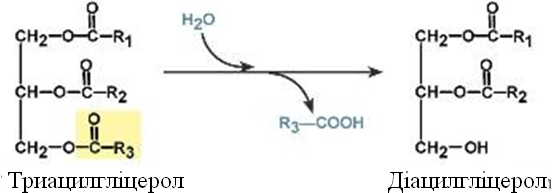 O
CH₂—O—C—R₁
O
CH—O—C—R₂
O
CH₂—O—C—R₃
Триацилгліцерол
H₂O
R₃—COOH
O
CH₂—O—C—R₁
O
CH—O—C—R₂
CH₂—OH
Діацилгліцерол